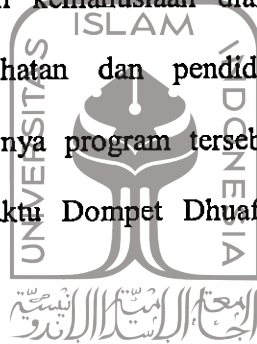 kemanusiaan
ISLAM
hatan dan pendid
nya program terseb
ktu Dompet Dhuaf
UNIVERSITAS
INDONESIA